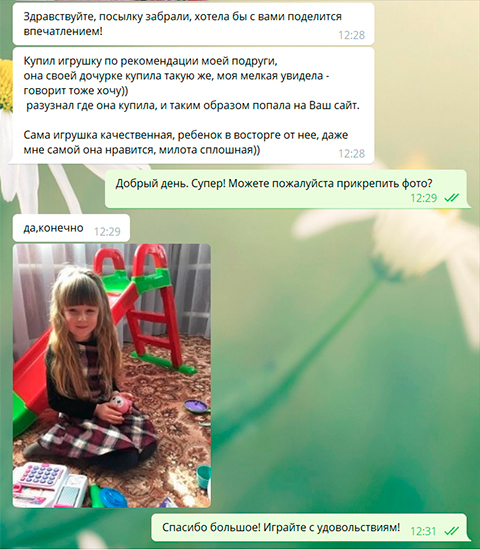 Здравствуйте, посылку забрали, хотела бы с вами поделится
впечатлением!
12:28
Купил игрушку по рекомендации моей подруги,
она своей дочурке купила такую же, моя мелкая увидела -
говорит тоже хочу))
разузнал где она купила, и таким образом попала на Ваш сайт.
Сама игрушка качественная, ребенок в восторге от нее, даже
мне самой она нравится, милота сплошная))
12:28
Добрый день. Супер! Можете пожалуйста прикрепить фото?
12:29
да,конечно 12:29
Спасибо большое! Играйте с удовольствиям! 12:31